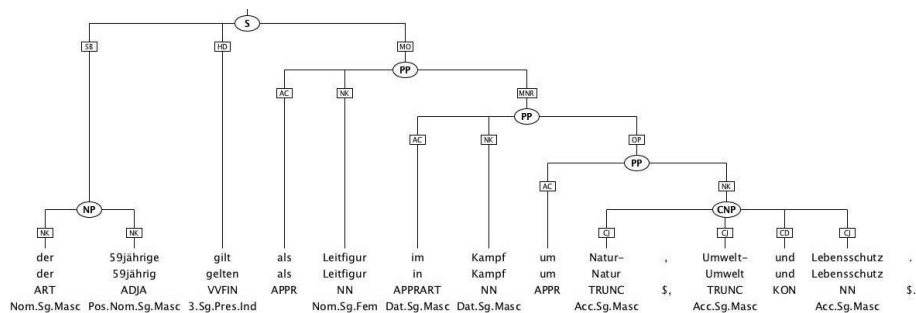 S
SB HD MO
PP
AC NK MNR
PP
AC NK OP
PP
AC NK
NP CNP
NK NK CJ CJ CD CJ
der 59jährige gilt als Leitfigur im Kampf um Natur- , Umwelt- und Lebensschutz .
der 59jährig gelten als Leitfigur in Kampf um Natur Umwelt und Lebensschutz
ART ADJA VVFIN APPR NN APPRART NN APPR TRUNC $, TRUNC KON NN $.
Nom.Sg.Masc Pos.Nom.Sg.Masc 3.Sg.Pres.Ind Nom.Sg.Fem Dat.Sg.Masc Dat.Sg.Masc Acc.Sg.Masc Acc.Sg.Masc Acc.Sg.Masc